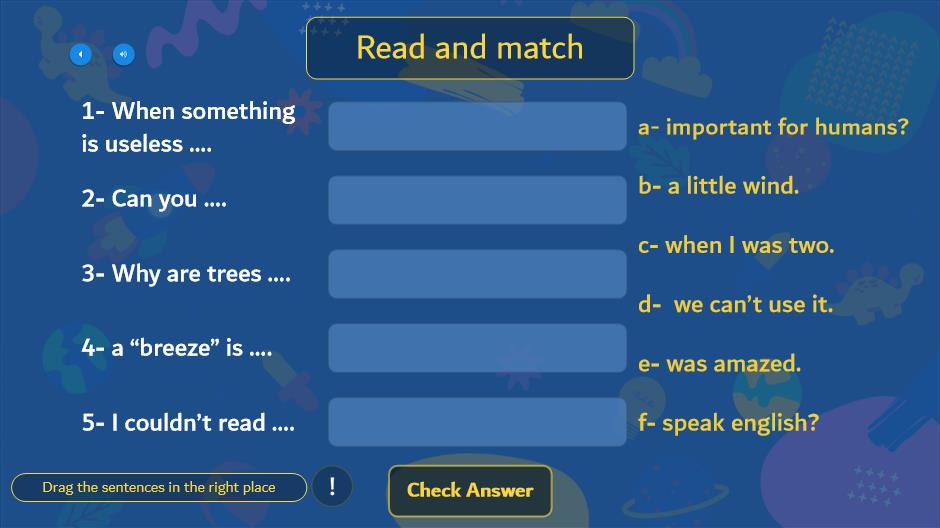 Read and match
1- When something
is useless ....
2- Can you ....
3- Why are trees ....
4- a “breeze” is ....
5- I couldn’t read ....
a- important for humans?
b- a little wind.
c- when I was two.
d-  we can’t use it.
e- was amazed.
f- speak english?
Drag the sentences in the right place
!
Check Answer